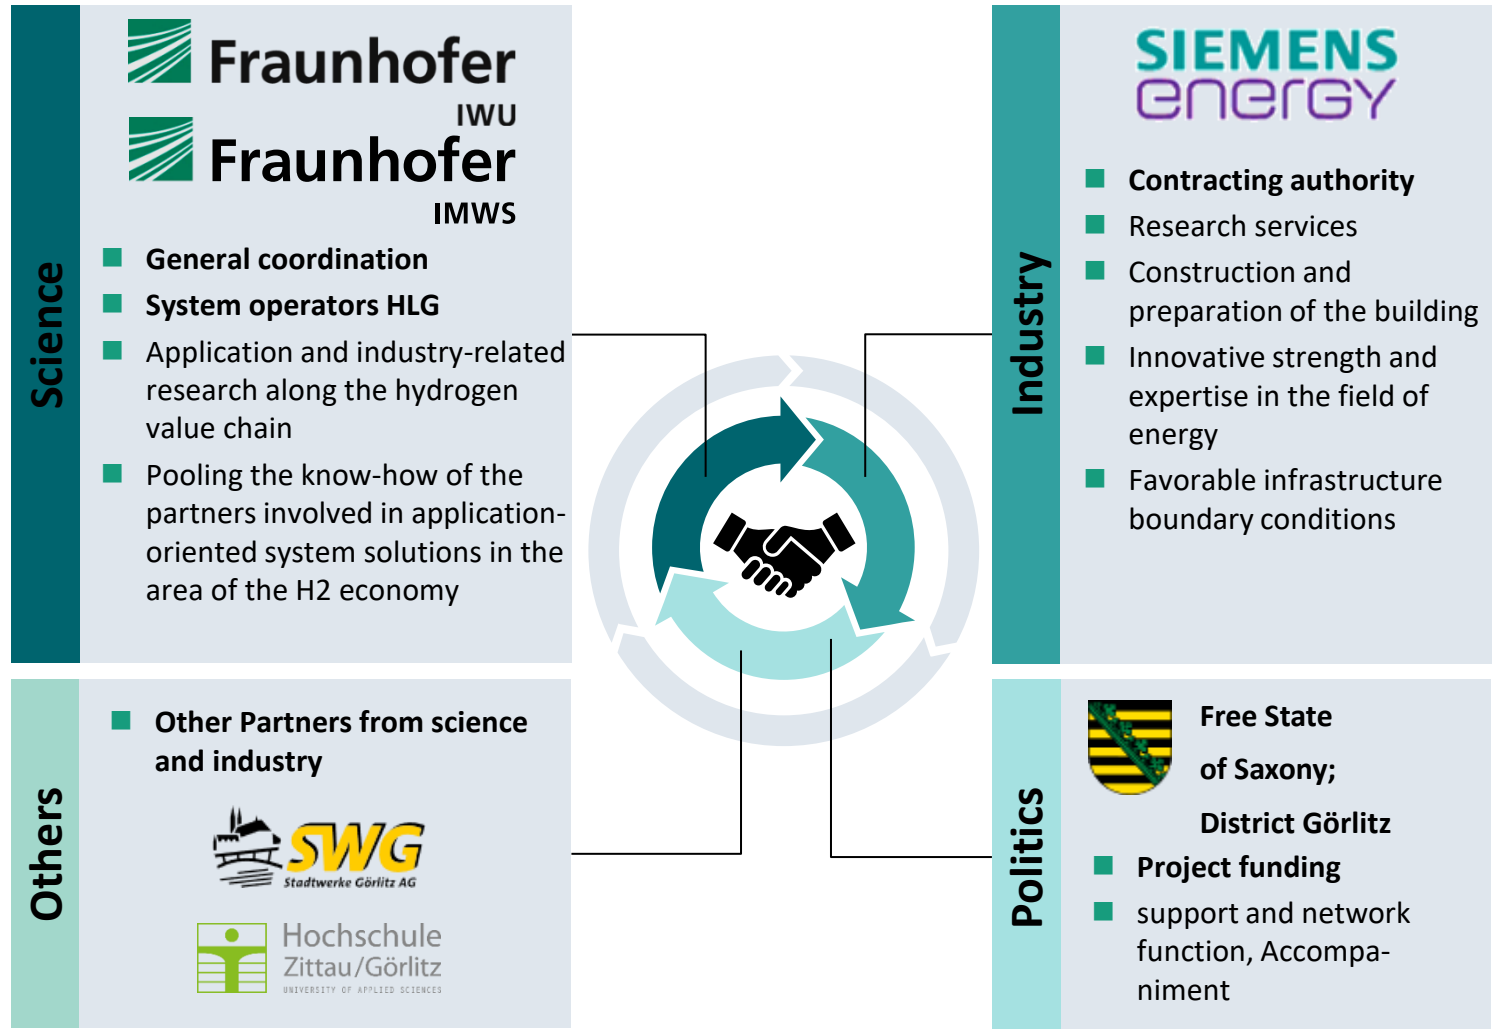 Science
Fraunhofer
IWU
Fraunhofer
IMWS
General coordination
System operators HLG
Application and industry-related
research along the hydrogen
value chain
Pooling the know-how of the
partners involved in application-
oriented system solutions in the
area of the H2 economy
Industry
SIEMENS
energy
Contracting authority
Research services
Construction and
preparation of the building
Innovative strength and
expertise in the field of
energy
Favorable infrastructure
boundary conditions
Others
Other Partners from science
and industry
SWG
Stadtwerke Görlitz AG
Hochschule
Zittau/Görlitz
UNIVERSITY OF APPLIED SCIENCES
Politics
Free State
of Saxony;
District Görlitz
Project funding
support and network
function, Accompa-
niment